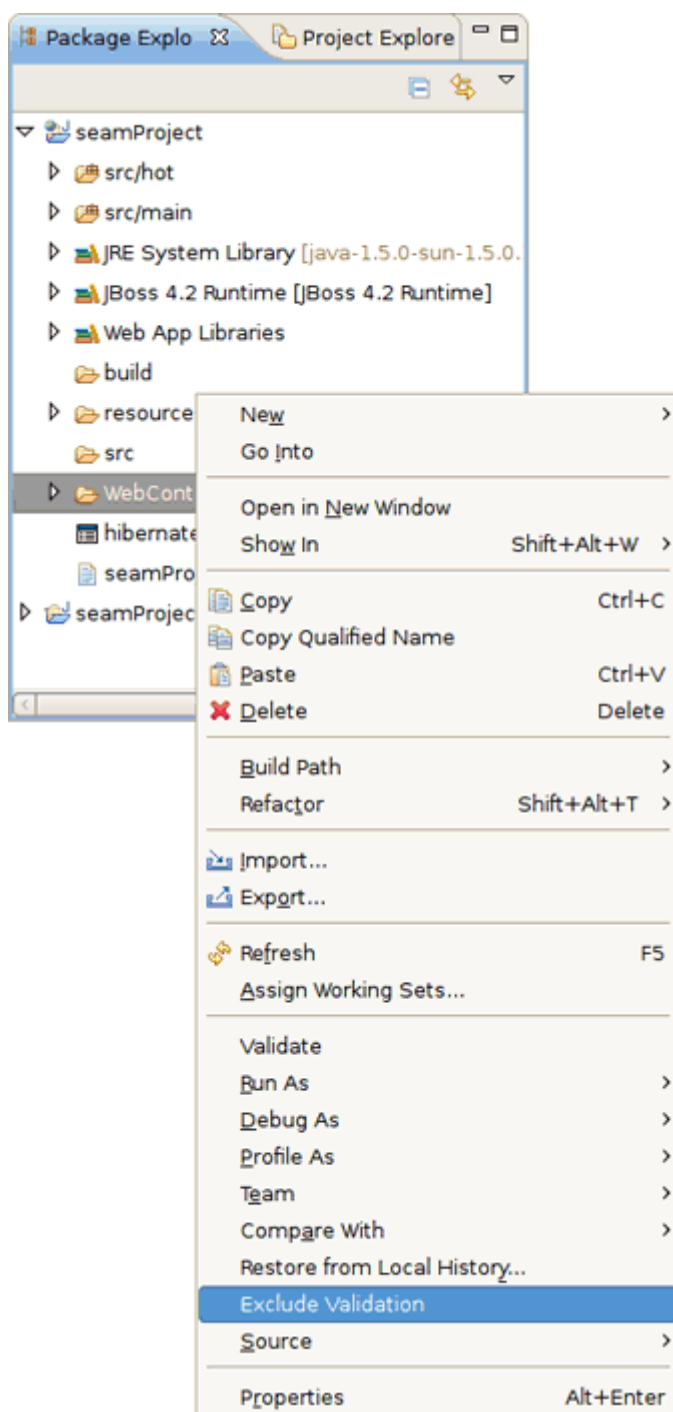 Package Explo Project Explore
seamProject
src/hot
src/main
JRE System Library [java-1.5.0-sun-1.5.0.
JBoss 4.2 Runtime [JBoss 4.2 Runtime]
Web App Libraries
build
resource
src
WebCont
hibernate
seamPro
seamProjec
New
Go Into
Open in New Window
Show In Shift+Alt+W
Copy Ctrl+C
Copy Qualified Name
Paste Ctrl+V
Delete Delete
Build Path
Refactor Shift+Alt+T
Import...
Export...
Refresh F5
Assign Working Sets...
Validate
Run As
Debug As
Profile As
Team
Compare With
Restore from Local History...
Exclude Validation
Source
Properties Alt+Enter